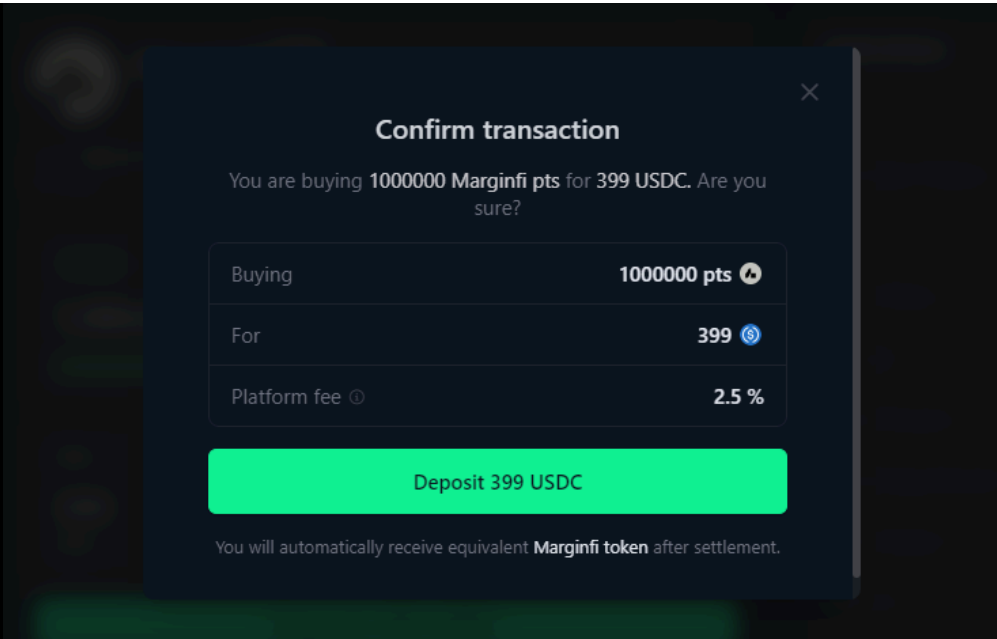 Confirm transaction
You are buying 1000000 Marginfi pts for 399 USDC. Are you
sure?
Buying 1000000 pts
For 399
Platform fee 2.5 %
Deposit 399 USDC
You will automatically receive equivalent Marginfi token after settlement.